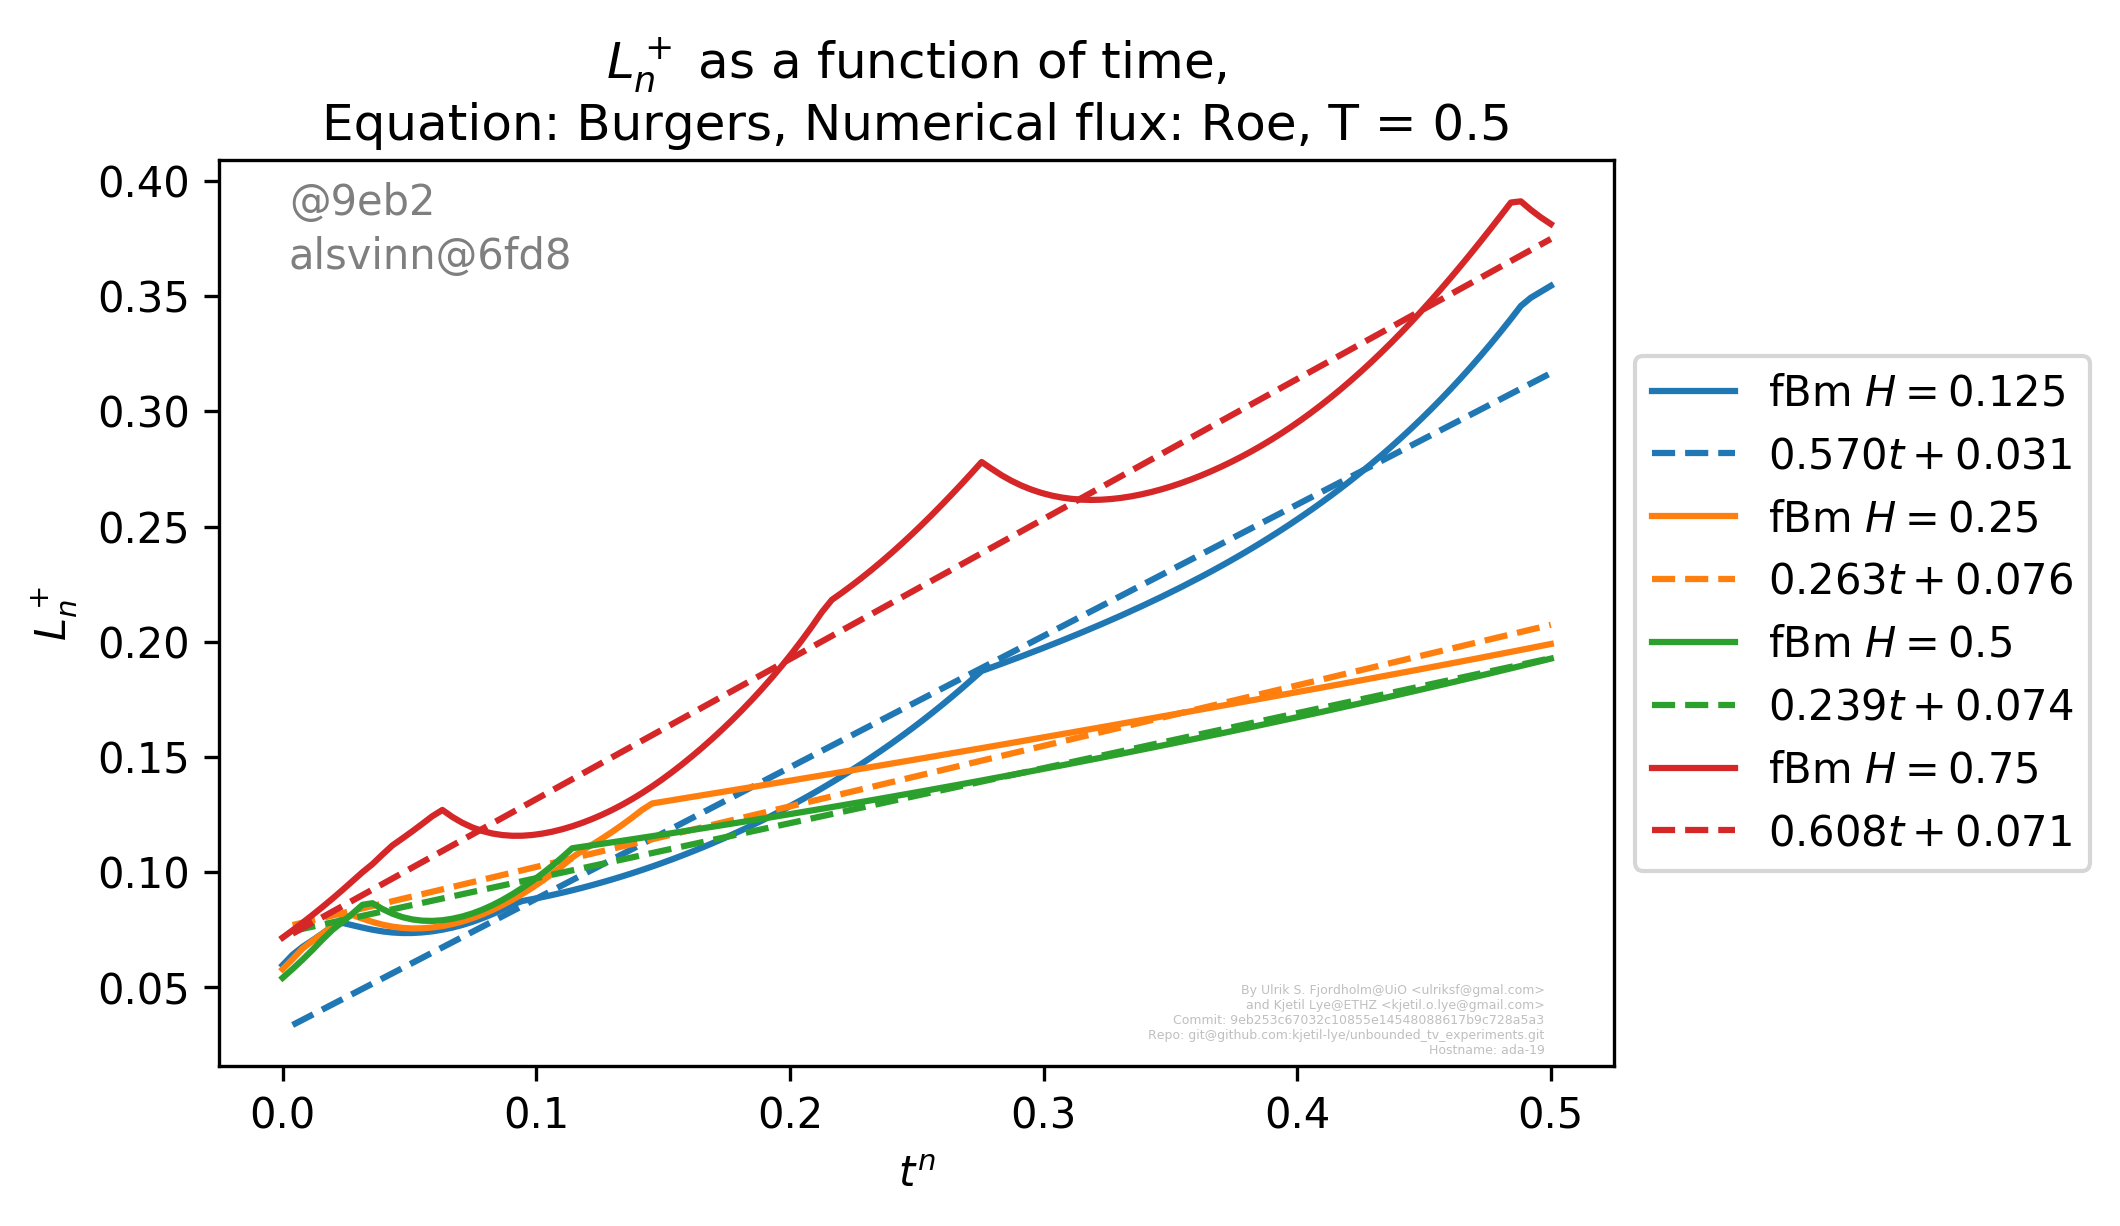 $L_n^+$ as a function of time,
Equation: Burgers, Numerical flux: Roe, T = 0.5
@9eb2
alsvinn@6fd8
0.40
0.35
0.30
0.25
0.20
0.15
0.10
0.05
$L_n^+$
0.0 0.1 0.2 0.3 0.4 0.5
$t^n$
fBm $H = 0.125$
$0.570t + 0.031$
fBm $H = 0.25$
$0.263t + 0.076$
fBm $H = 0.5$
$0.239t + 0.074$
fBm $H = 0.75$
$0.608t + 0.071$
By Ulrik S. Fjordholm@UiO <ulriksf@gmal.com>
and Kjetil Lye@ETHZ <kjetil.o.lye@gmail.com>
Commit: 9eb253c67032c10855e14548088617b9c728a5a3
Repo: git@github.com:kjetil-lye/unbounded_tv_experiments.git
Hostname: ada-19